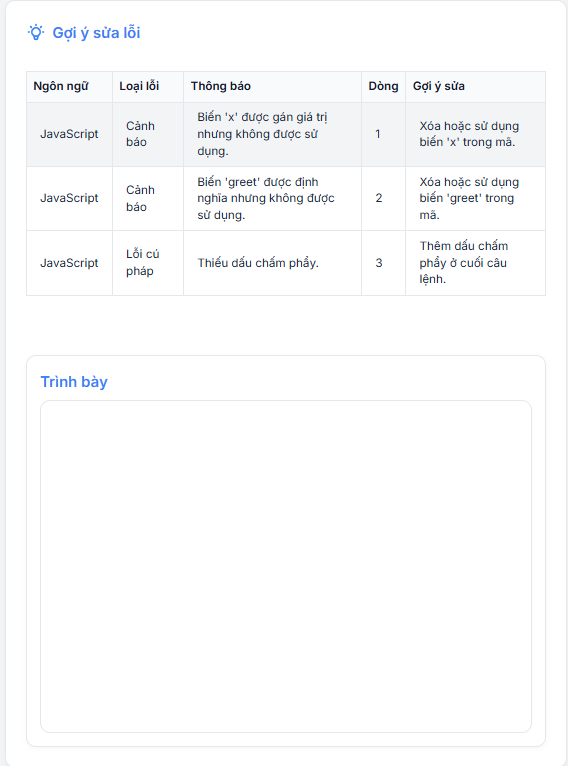 Gợi ý sửa lỗi
Ngôn ngữ Loại lỗi Thông báo Dòng Gợi ý sửa
JavaScript Cảnh báo Biến 'x' được gán giá trị nhưng không được sử dụng. 1 Xóa hoặc sử dụng biến 'x' trong mã.
JavaScript Cảnh báo Biến 'greet' được định nghĩa nhưng không được sử dụng. 2 Xóa hoặc sử dụng biến 'greet' trong mã.
JavaScript Lỗi cú pháp Thiếu dấu chấm phẩy. 3 Thêm dấu chấm phẩy ở cuối câu lệnh.
Trình bày